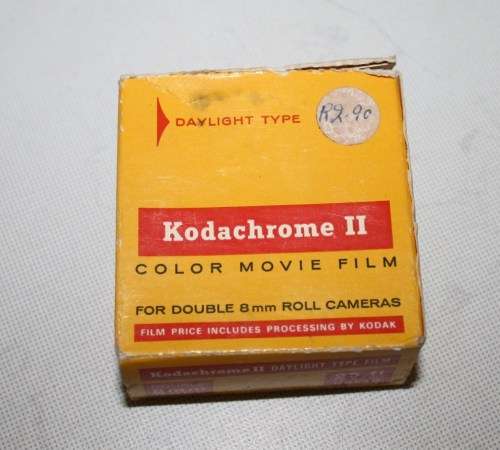 DAYLIGHT TYPE
R2.90
Kodachrome II
COLOR MOVIE FILM
FOR DOUBLE 8mm ROLL CAMERAS
FILM PRICE INCLUDES PROCESSING BY KODAK
Kodachrome II DAYLIGHT TYPE FILM